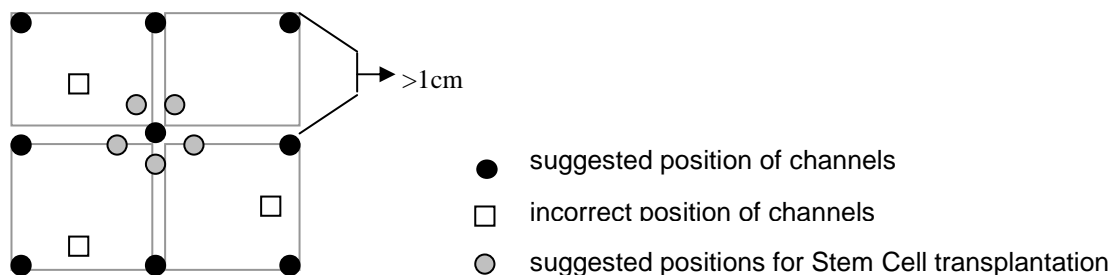 >1cm
suggested position of channels
incorrect position of channels
suggested positions for Stem Cell transplantation